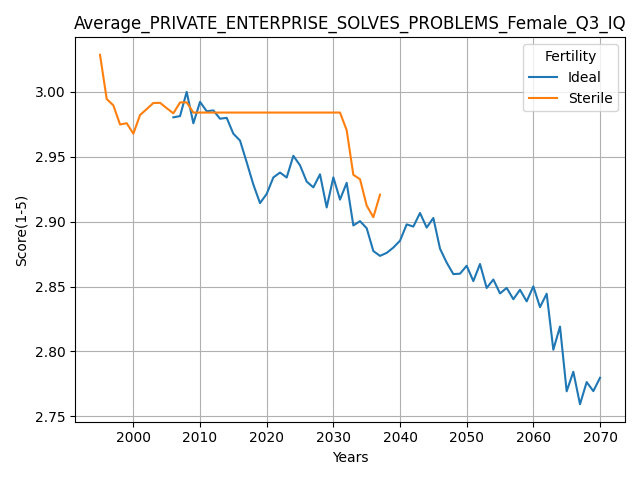 Average_PRIVATE_ENTERPRISE_SOLVES_PROBLEMS_Female_Q3_IQ
Fertility
Ideal
Sterile
Score(1-5)
3.00
2.95
2.90
2.85
2.80
2.75
2000 2010 2020 2030 2040 2050 2060 2070
Years